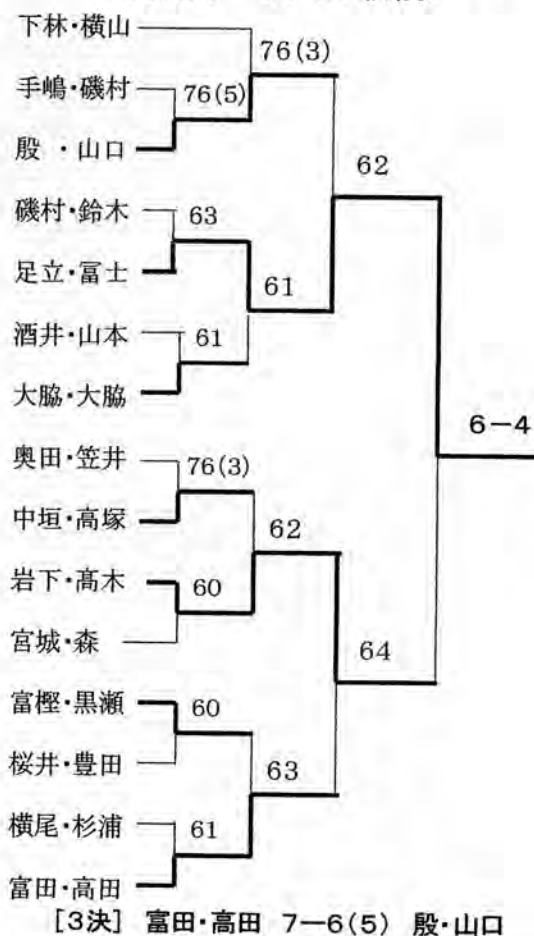 下林・横山
76(3)
手嶋・磯村
76(5)
殷・山口
62
磯村・鈴木
63
足立・冨士
61
酒井・山本
61
大脇・大脇
6-4
奥田・笠井
76(3)
中垣・高塚
62
岩下・髙木
60
宮城・森
64
富樫・黒瀬
60
桜井・豊田
63
横尾・杉浦
61
富田・高田
[3決] 富田・高田 7-6(5) 殷・山口